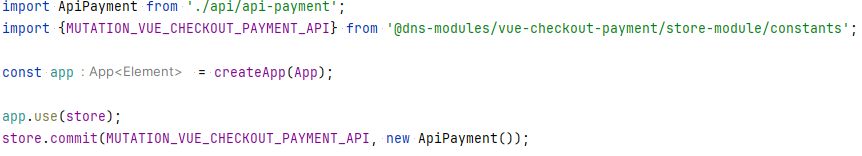 import ApiPayment from './api/api-payment';
import {MUTATION_VUE_CHECKOUT_PAYMENT_API} from '@dns-modules/vue-checkout-payment/store-module/constants';
const app : App<Element> = createApp(App);
app.use(store);
store.commit(MUTATION_VUE_CHECKOUT_PAYMENT_API, new ApiPayment());